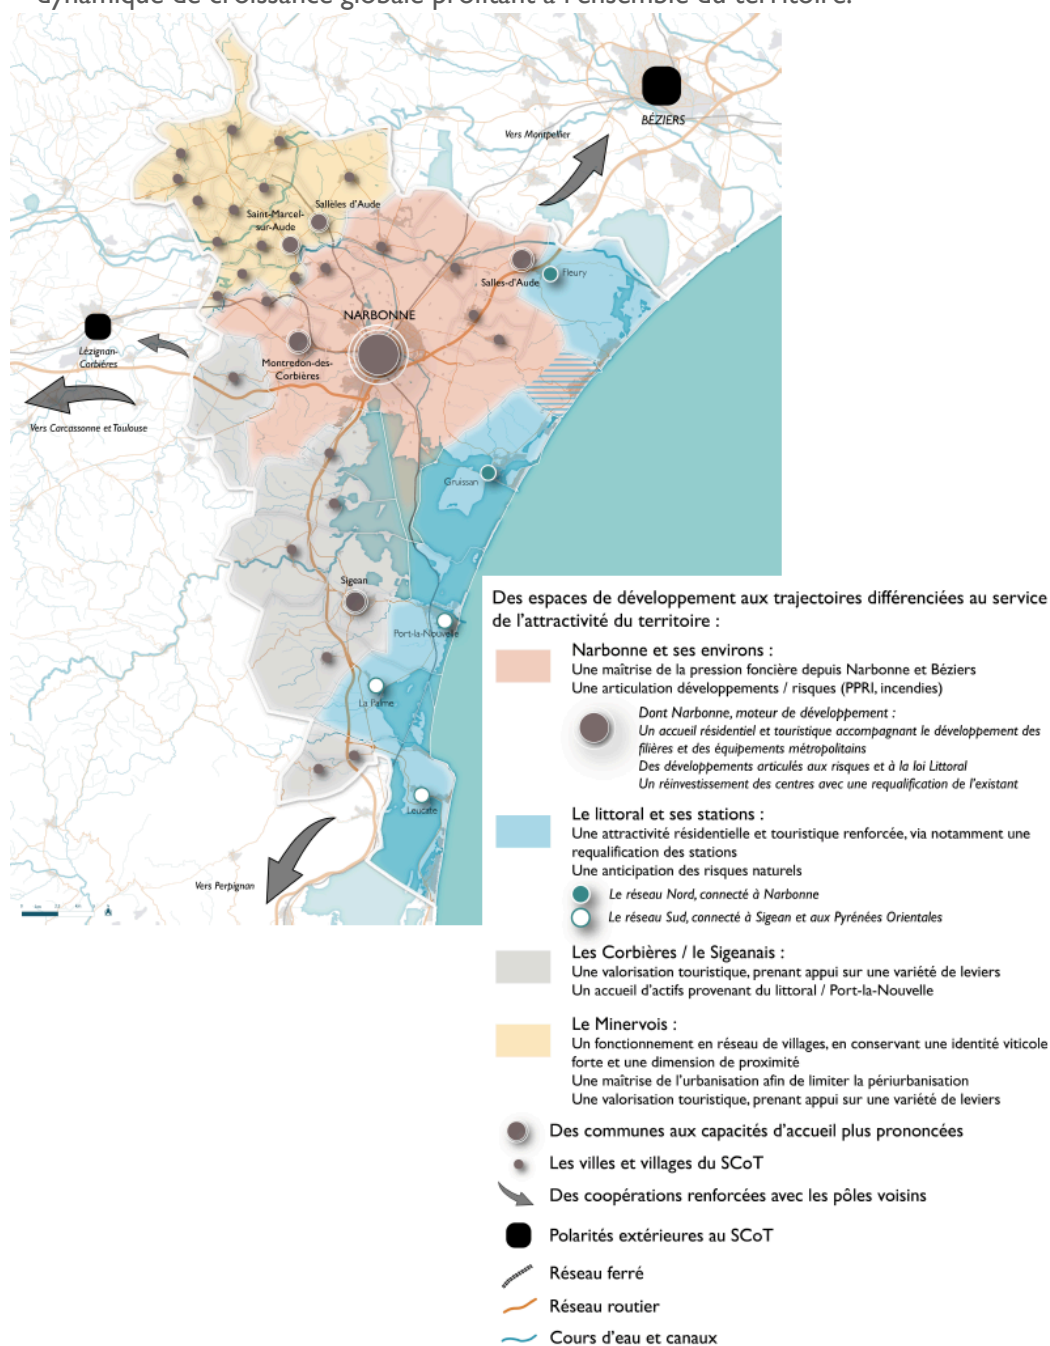 dynamique de croissance globale profitant à l'ensemble du territoire.
BÉZIERS
Vers Montpellier
Sallèles d'Aude
Saint-Marcel-
sur-Aude
Salles-d'Aude
Fleury
NARBONNE
Lézignan-
Corbières
Montredon-des-
Corbières
Vers Carcassonne et Toulouse
Gruissan
Sigean
Port-la-Nouvelle
La Palme
Leucate
Vers Perpignan
Des espaces de développement aux trajectoires différenciées au service
de l'attractivité du territoire :
Narbonne et ses environs :
Une maîtrise de la pression foncière depuis Narbonne et Béziers
Une articulation développements / risques (PPRI, incendies)
Dont Narbonne, moteur de développement :
Un accueil résidentiel et touristique accompagnant le développement des
filières et des équipements métropolitains
Des développements articulés aux risques et à la loi Littoral
Un réinvestissement des centres avec une requalification de l'existant
Le littoral et ses stations :
Une attractivité résidentielle et touristique renforcée, via notamment une
requalification des stations
Une anticipation des risques naturels
Le réseau Nord, connecté à Narbonne
Le réseau Sud, connecté à Sigean et aux Pyrénées Orientales
Les Corbières / le Sigeanais :
Une valorisation touristique, prenant appui sur une variété de leviers
Un accueil d'actifs provenant du littoral / Port-la-Nouvelle
Le Minervois :
Un fonctionnement en réseau de villages, en conservant une identité viticole
forte et une dimension de proximité
Une maîtrise de l'urbanisation afin de limiter la périurbanisation
Une valorisation touristique, prenant appui sur une variété de leviers
Des communes aux capacités d'accueil plus prononcées
Les villes et villages du SCoT
Des coopérations renforcées avec les pôles voisins
Polarités extérieures au SCoT
Réseau ferré
Réseau routier
Cours d'eau et canaux